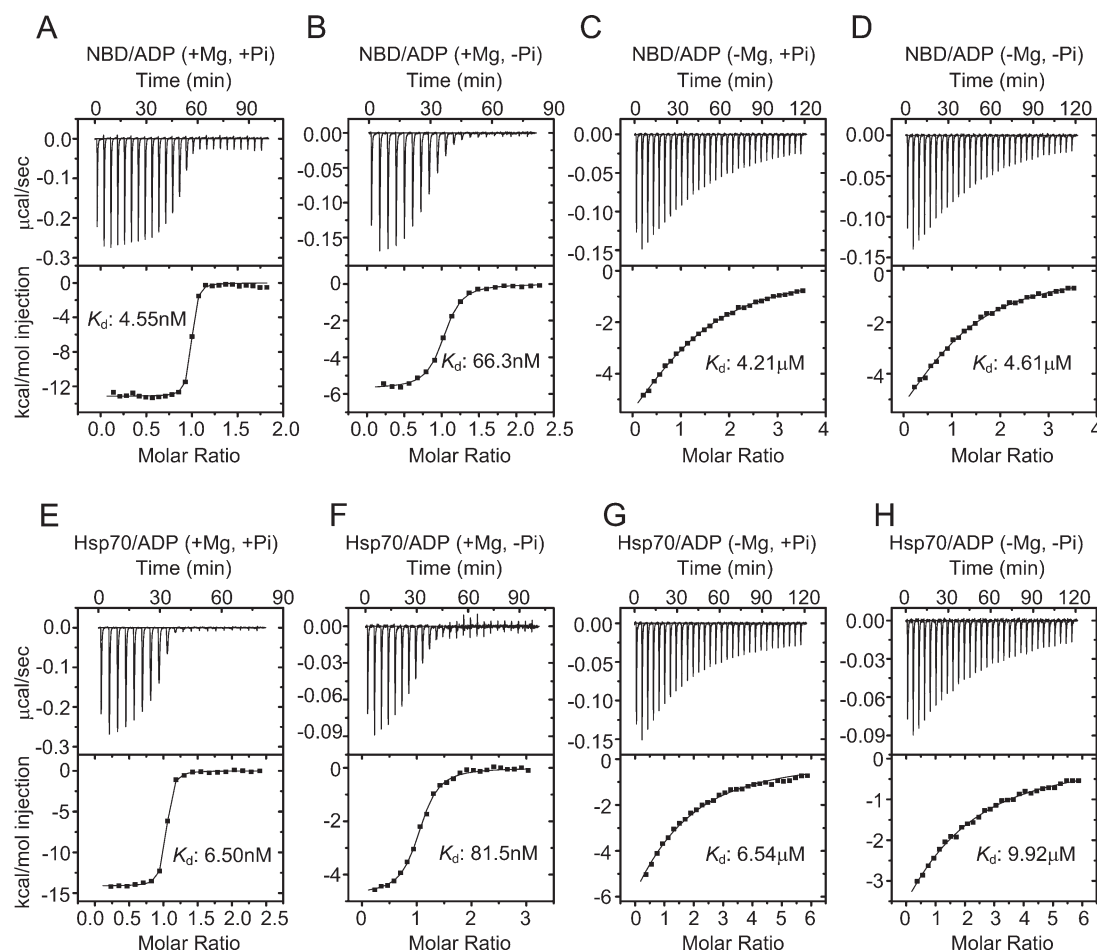 A
NBD/ADP (+Mg, +Pi)
Time (min)
0 30 60 90
0.0
-0.1
-0.2
-0.3
µcal/sec
0
-4
-8
-12
kcal/mol injection
Kd: 4.55nM
0.0 0.5 1.0 1.5 2.0
Molar Ratio
B
NBD/ADP (+Mg, -Pi)
Time (min)
0 20 40 60 80
0.00
-0.05
-0.10
-0.15
0
-2
-4
-6
Kd: 66.3nM
0.0 0.5 1.0 1.5 2.0 2.5
Molar Ratio
C
NBD/ADP (-Mg, +Pi)
Time (min)
0 30 60 90 120
0.00
-0.05
-0.10
-0.15
0
-2
-4
Kd: 4.21µM
0 1 2 3 4
Molar Ratio
D
NBD/ADP (-Mg, -Pi)
Time (min)
0 30 60 90 120
0.00
-0.05
-0.10
-0.15
0
-2
-4
Kd: 4.61µM
0 1 2 3 4
Molar Ratio
E
Hsp70/ADP (+Mg, +Pi)
Time (min)
0 30 60 90
0.0
-0.1
-0.2
-0.3
µcal/sec
0
-5
-10
-15
kcal/mol injection
Kd: 6.50nM
0.0 0.5 1.0 1.5 2.0 2.5
Molar Ratio
F
Hsp70/ADP (+Mg, -Pi)
Time (min)
0 25 50 75 100
0.00
-0.03
-0.06
-0.09
0
-2
-4
Kd: 81.5nM
0 1 2 3
Molar Ratio
G
Hsp70/ADP (-Mg, +Pi)
Time (min)
0 30 60 90 120
0.00
-0.05
-0.10
-0.15
0
-2
-4
-6
Kd: 6.54µM
0 1 2 3 4 5 6
Molar Ratio
H
Hsp70/ADP (-Mg, -Pi)
Time (min)
0 30 60 90 120
0.00
-0.03
-0.06
-0.09
0
-1
-2
-3
Kd: 9.92µM
0 1 2 3 4 5 6
Molar Ratio